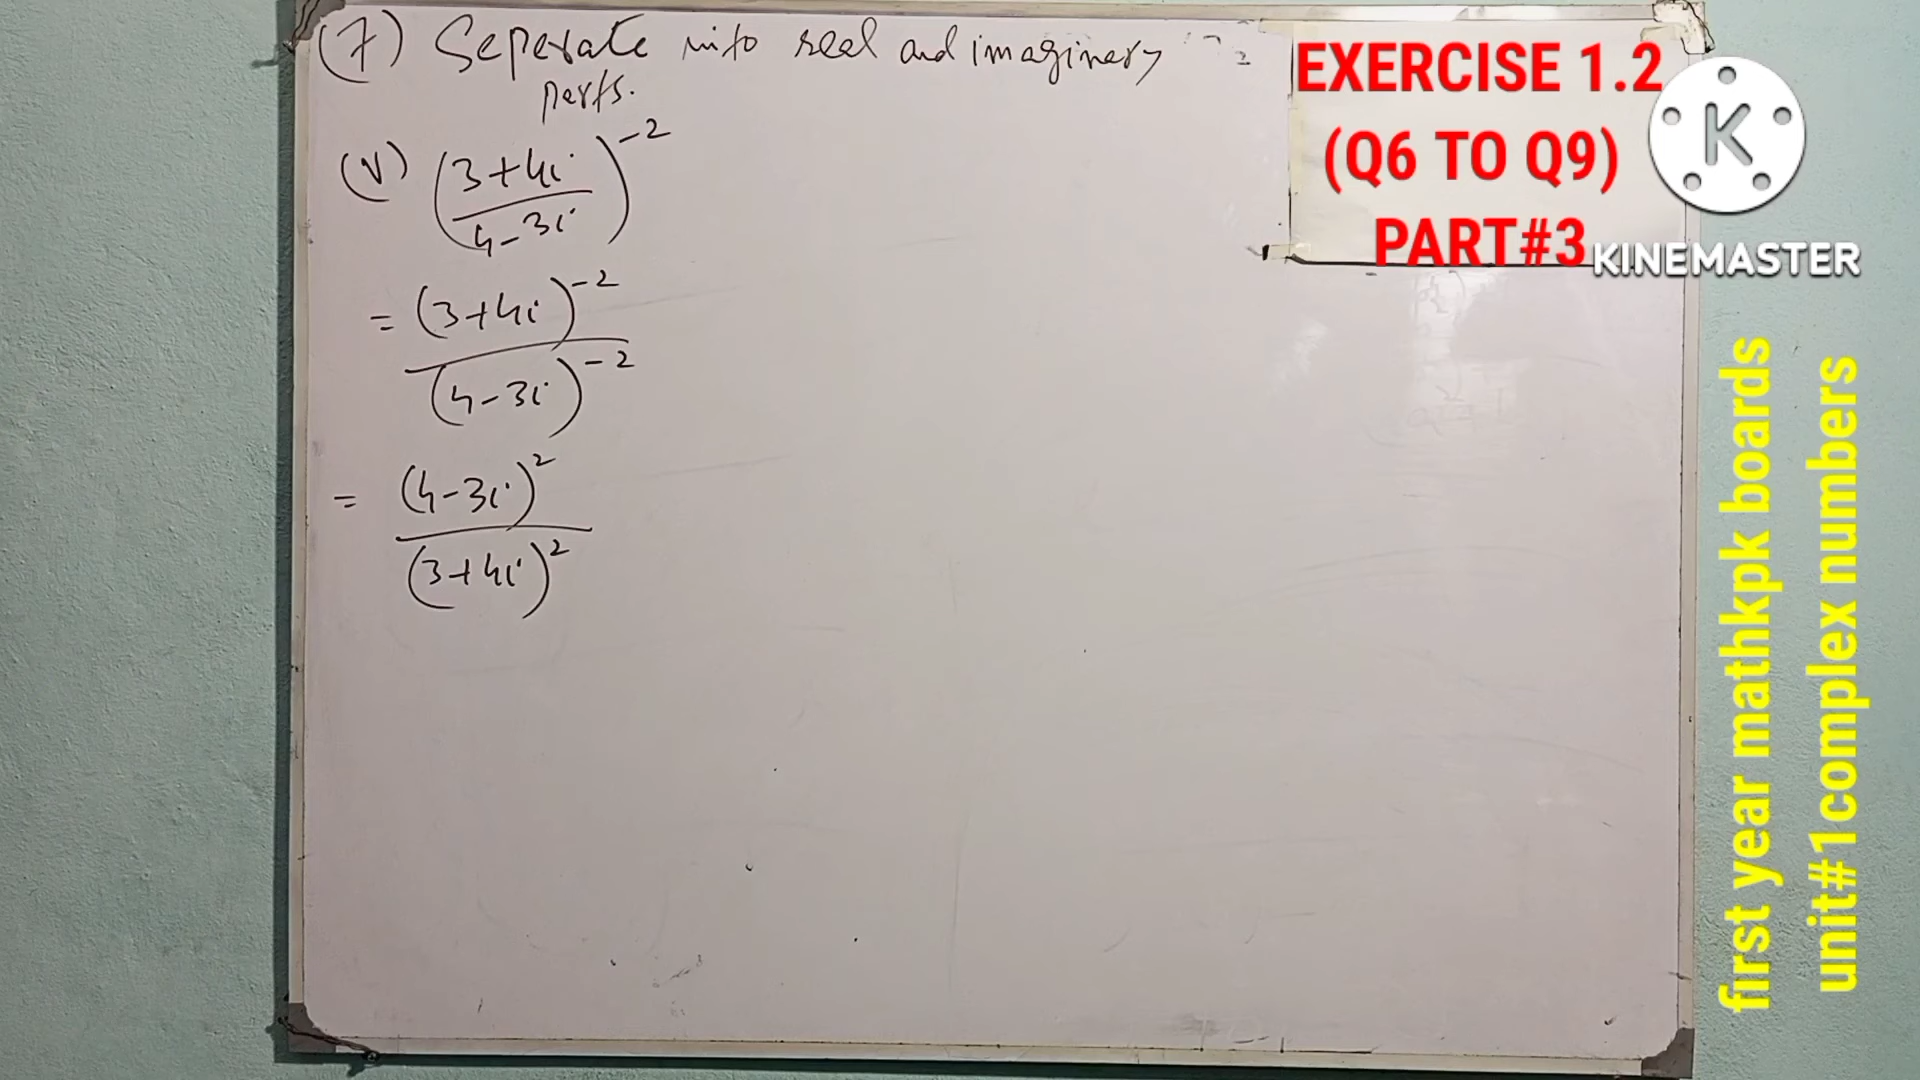 (7) Seperate into real and imaginery
parts.
(V) (3+4i / 4-3i)^-2
= (3+4i)^-2 / (4-3i)^-2
= (4-3i)^2 / (3+4i)^2
EXERCISE 1.2
(Q6 TO Q9)
PART#3
K
KINEMASTER
first year mathkpk boards
unit#1complex numbers